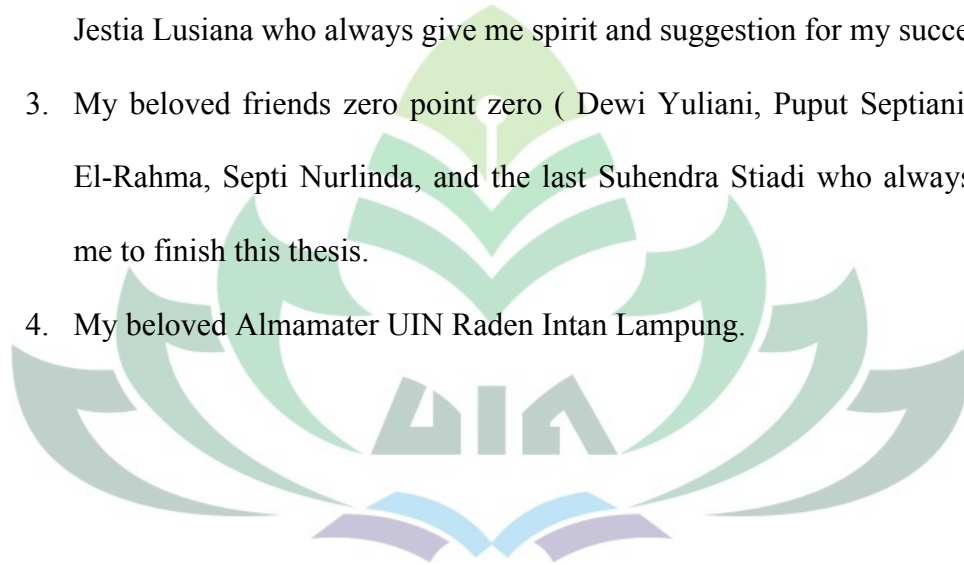 Jestia Lusiana who always give me spirit and suggestion for my succe
3. My beloved friends zero point zero ( Dewi Yuliani, Puput Septiani
El-Rahma, Septi Nurlinda, and the last Suhendra Stiadi who always
me to finish this thesis.
4. My beloved Almamater UIN Raden Intan Lampung.
UIN